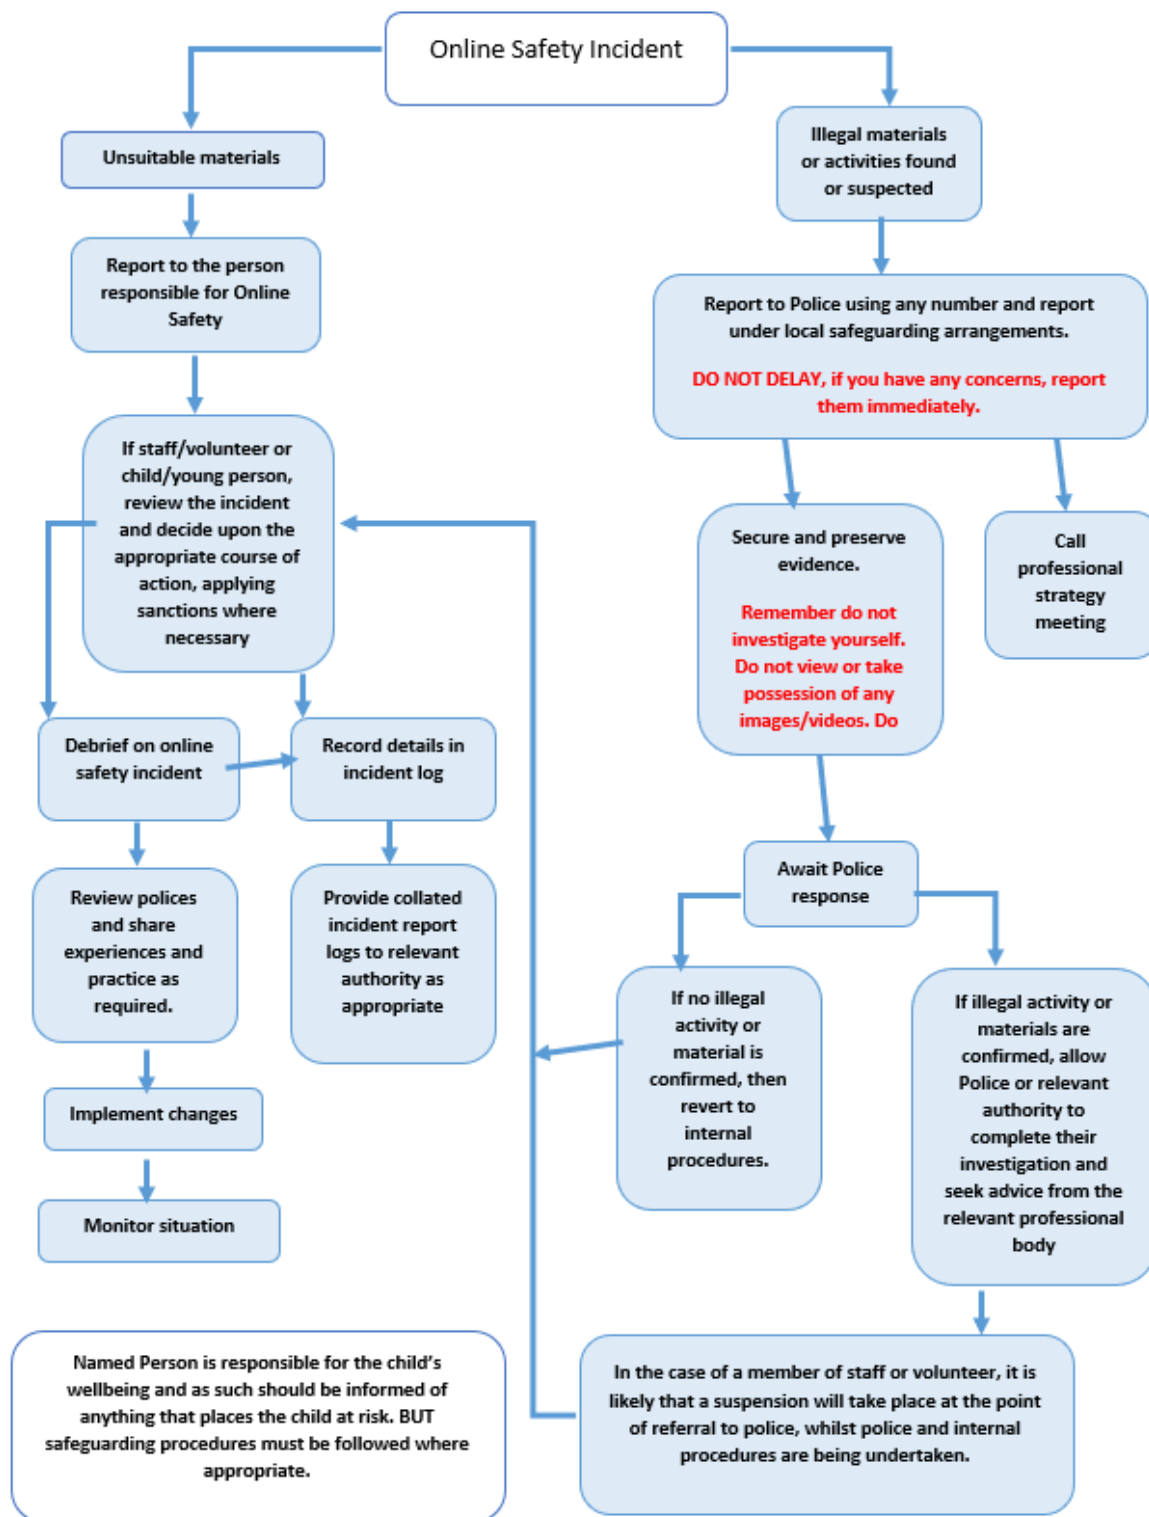 Online Safety Incident
Unsuitable materials
Illegal materials
or activities found
or suspected
Report to the person
responsible for Online
Safety
Report to Police using any number and report
under local safeguarding arrangements.
DO NOT DELAY, if you have any concerns, report
them immediately.
If staff/volunteer or
child/young person,
review the incident
and decide upon the
appropriate course of
action, applying
sanctions where
necessary
Secure and preserve
evidence.
Remember do not
investigate yourself.
Do not view or take
possession of any
images/videos. Do
Call
professional
strategy
meeting
Debrief on online
safety incident
Record details in
incident log
Review polices
and share
experiences and
practice as
required.
Provide collated
incident report
logs to relevant
authority as
appropriate
Await Police
response
If no illegal
activity or
material is
confirmed, then
revert to
internal
procedures.
If illegal activity or
materials are
confirmed, allow
Police or relevant
authority to
complete their
investigation and
seek advice from the
relevant professional
body
Implement changes
Monitor situation
Named Person is responsible for the child's
wellbeing and as such should be informed of
anything that places the child at risk. BUT
safeguarding procedures must be followed where
appropriate.
In the case of a member of staff or volunteer, it is
likely that a suspension will take place at the point
of referral to police, whilst police and internal
procedures are being undertaken.